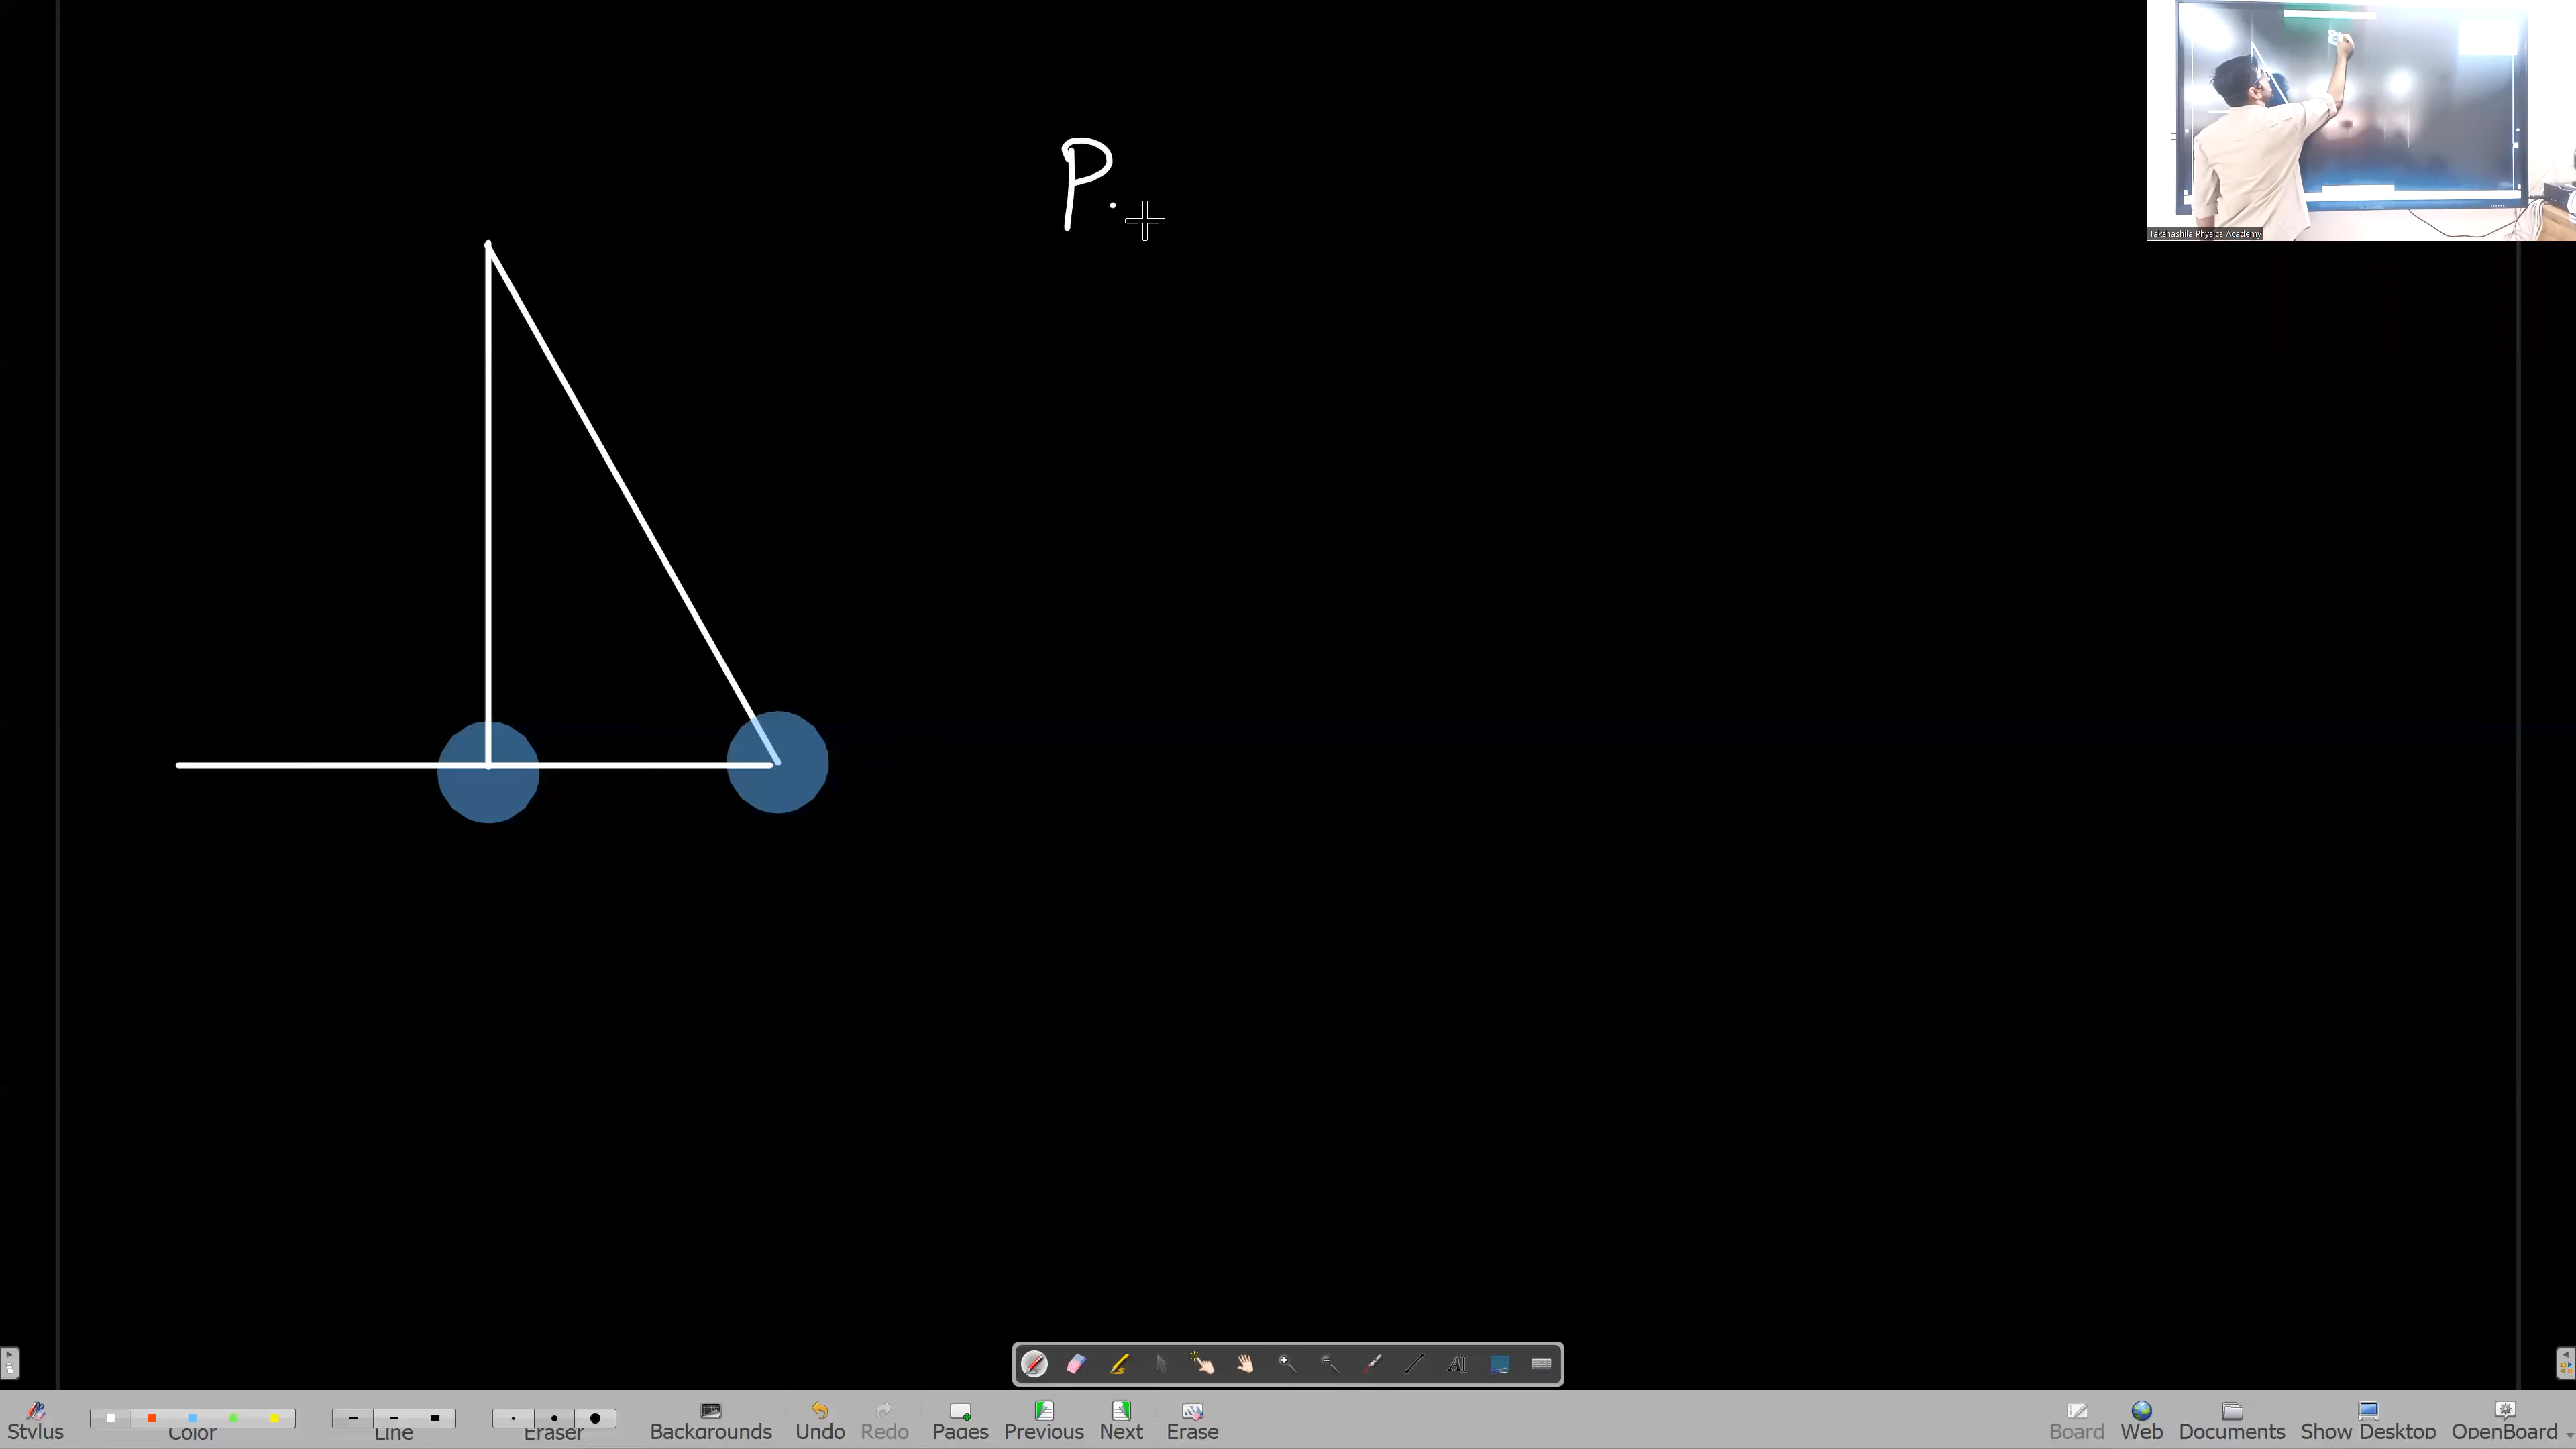 P.
Takshashila Physics Academy
Stylus
Color
Line
Eraser
Backgrounds
Undo
Redo
Pages
Previous
Next
Erase
Board
Web
Documents
Show Desktop
OpenBoard